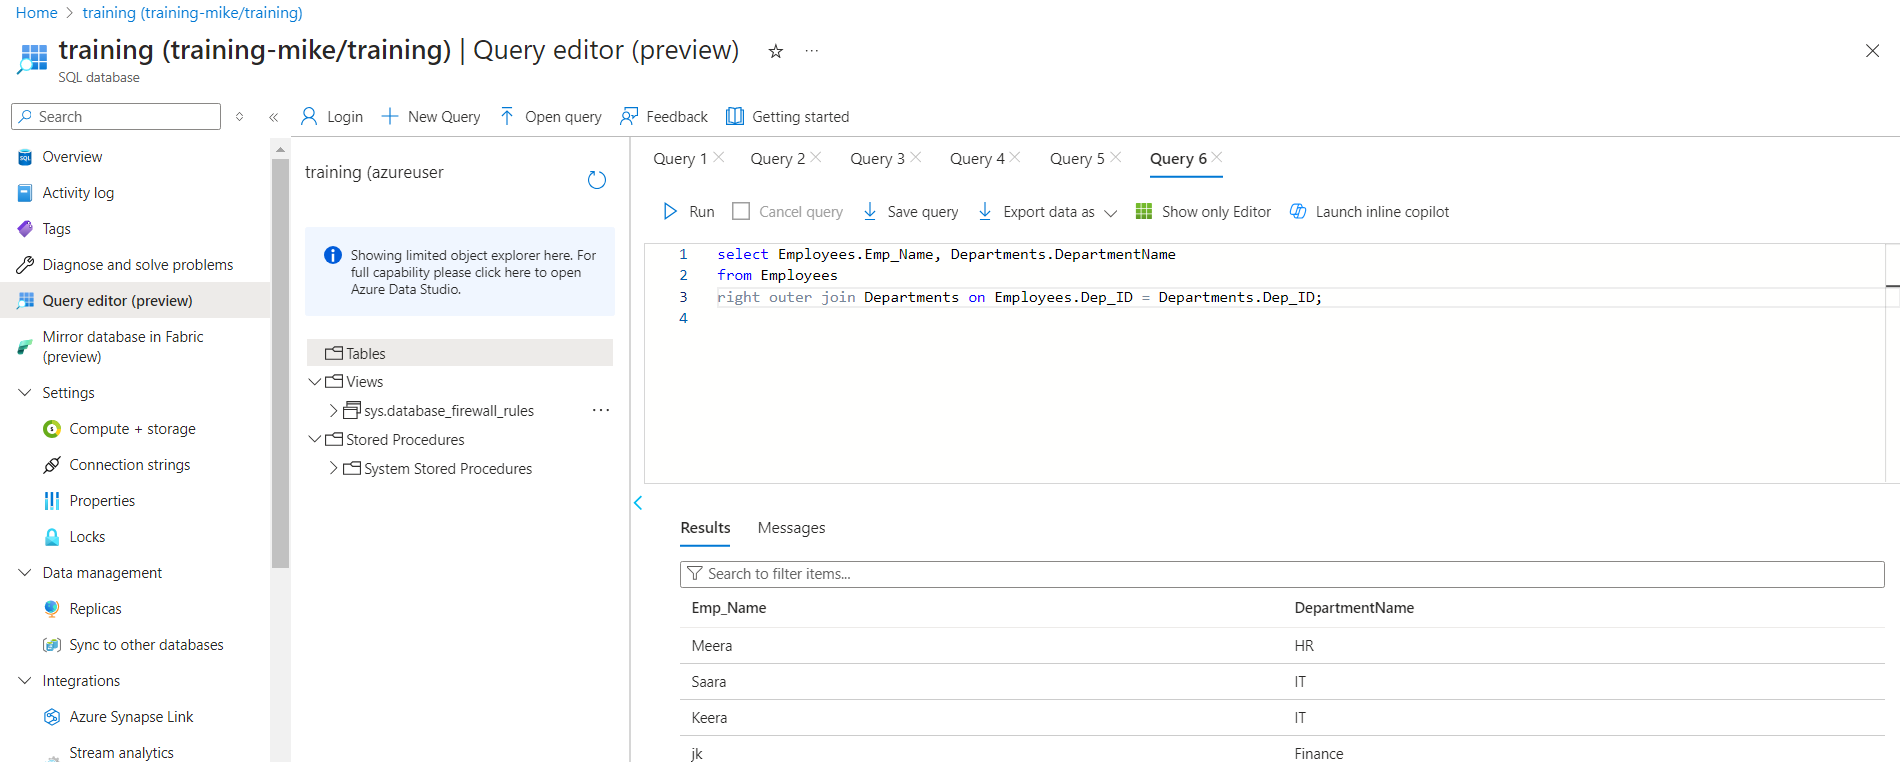 Home > training (training-mike/training)
training (training-mike/training) | Query editor (preview)
SQL database
Search
Login
New Query
Open query
Feedback
Getting started
Overview
Activity log
Tags
Diagnose and solve problems
Query editor (preview)
Mirror database in Fabric
(preview)
Settings
Compute + storage
Connection strings
Properties
Locks
Data management
Replicas
Sync to other databases
Integrations
Azure Synapse Link
Stream analytics
training (azureuser
Showing limited object explorer here. For
full capability please click here to open
Azure Data Studio.
Tables
Views
sys.database_firewall_rules
Stored Procedures
System Stored Procedures
Query 1 Query 2 Query 3 Query 4 Query 5 Query 6
Run Cancel query Save query Export data as Show only Editor Launch inline copilot
1 select Employees.Emp_Name, Departments.DepartmentName
2 from Employees
3 right outer join Departments on Employees.Dep_ID = Departments.Dep_ID;
4
Results Messages
Search to filter items...
Emp_Name DepartmentName
Meera HR
Saara IT
Keera IT
jk Finance